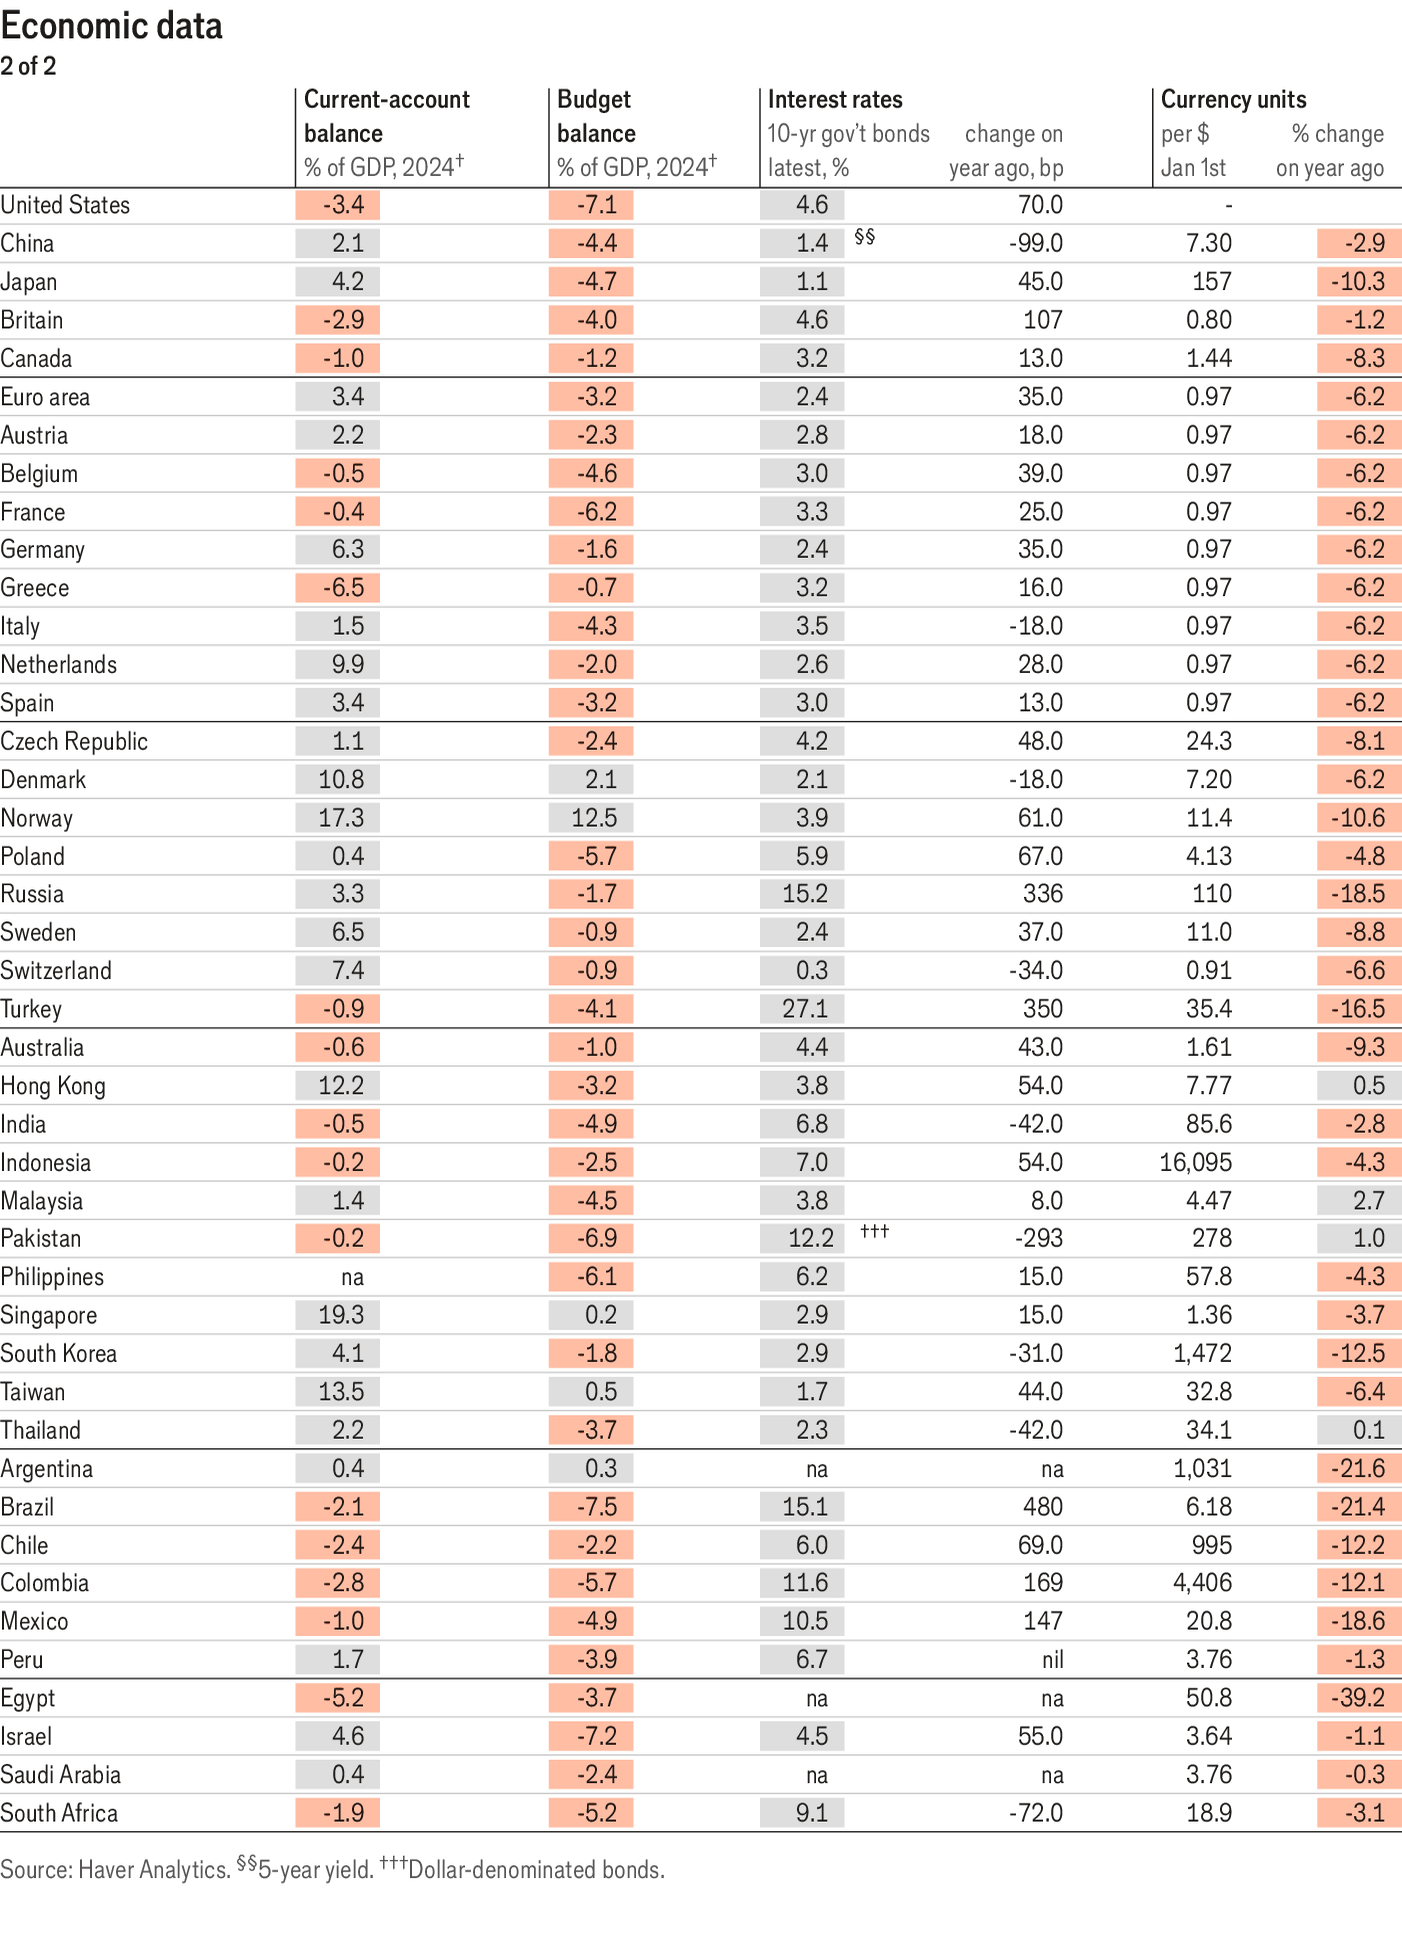 Economic data
2 of 2
Current-account Budget Interest rates Currency units
balance balance 10-yr gov’t bonds change on per $ % change
% of GDP, 2024† % of GDP, 2024† latest, % year ago, bp Jan 1st on year ago
United States -3.4 -7.1 4.6 70.0 -
China 2.1 -4.4 1.4 §§ -99.0 7.30 -2.9
Japan 4.2 -4.7 1.1 45.0 157 -10.3
Britain -2.9 -4.0 4.6 107 0.80 -1.2
Canada -1.0 -1.2 3.2 13.0 1.44 -8.3
Euro area 3.4 -3.2 2.4 35.0 0.97 -6.2
Austria 2.2 -2.3 2.8 18.0 0.97 -6.2
Belgium -0.5 -4.6 3.0 39.0 0.97 -6.2
France -0.4 -6.2 3.3 25.0 0.97 -6.2
Germany 6.3 -1.6 2.4 35.0 0.97 -6.2
Greece -6.5 -0.7 3.2 16.0 0.97 -6.2
Italy 1.5 -4.3 3.5 -18.0 0.97 -6.2
Netherlands 9.9 -2.0 2.6 28.0 0.97 -6.2
Spain 3.4 -3.2 3.0 13.0 0.97 -6.2
Czech Republic 1.1 -2.4 4.2 48.0 24.3 -8.1
Denmark 10.8 2.1 2.1 -18.0 7.20 -6.2
Norway 17.3 12.5 3.9 61.0 11.4 -10.6
Poland 0.4 -5.7 5.9 67.0 4.13 -4.8
Russia 3.3 -1.7 15.2 336 110 -18.5
Sweden 6.5 -0.9 2.4 37.0 11.0 -8.8
Switzerland 7.4 -0.9 0.3 -34.0 0.91 -6.6
Turkey -0.9 -4.1 27.1 350 35.4 -16.5
Australia -0.6 -1.0 4.4 43.0 1.61 -9.3
Hong Kong 12.2 -3.2 3.8 54.0 7.77 0.5
India -0.5 -4.9 6.8 -42.0 85.6 -2.8
Indonesia -0.2 -2.5 7.0 54.0 16,095 -4.3
Malaysia 1.4 -4.5 3.8 8.0 4.47 2.7
Pakistan -0.2 -6.9 12.2 ††† -293 278 1.0
Philippines na -6.1 6.2 15.0 57.8 -4.3
Singapore 19.3 0.2 2.9 15.0 1.36 -3.7
South Korea 4.1 -1.8 2.9 -31.0 1,472 -12.5
Taiwan 13.5 0.5 1.7 44.0 32.8 -6.4
Thailand 2.2 -3.7 2.3 -42.0 34.1 0.1
Argentina 0.4 0.3 na na 1,031 -21.6
Brazil -2.1 -7.5 15.1 480 6.18 -21.4
Chile -2.4 -2.2 6.0 69.0 995 -12.2
Colombia -2.8 -5.7 11.6 169 4,406 -12.1
Mexico -1.0 -4.9 10.5 147 20.8 -18.6
Peru 1.7 -3.9 6.7 nil 3.76 -1.3
Egypt -5.2 -3.7 na na 50.8 -39.2
Israel 4.6 -7.2 4.5 55.0 3.64 -1.1
Saudi Arabia 0.4 -2.4 na na 3.76 -0.3
South Africa -1.9 -5.2 9.1 -72.0 18.9 -3.1
Source: Haver Analytics. §§5-year yield. †††Dollar-denominated bonds.